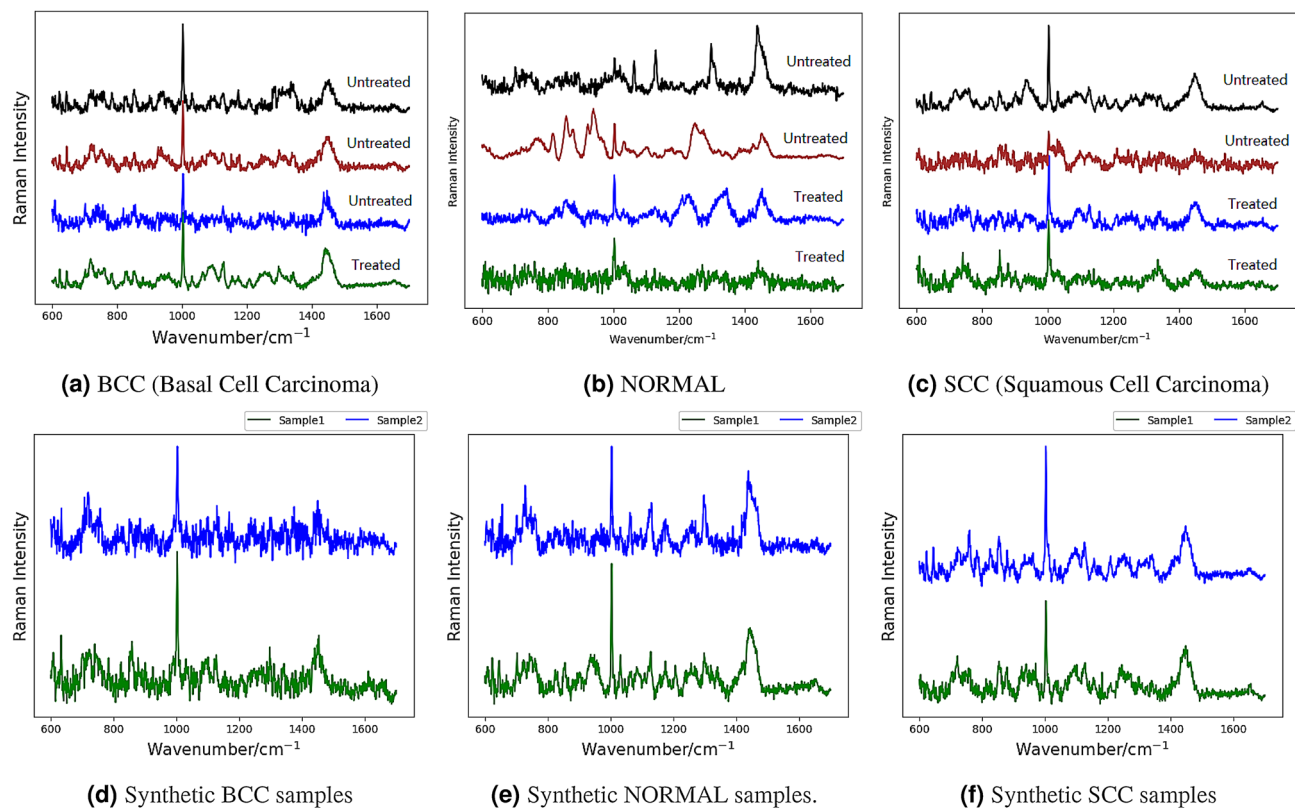 Untreated
Untreated
Untreated
Treated
Raman Intensity
600 800 1000 1200 1400 1600
Wavenumber/cm⁻¹
(a) BCC (Basal Cell Carcinoma)
Untreated
Untreated
Treated
Treated
Raman Intensity
600 800 1000 1200 1400 1600
Wavenumber/cm⁻¹
(b) NORMAL
Untreated
Untreated
Treated
Treated
Raman Intensity
600 800 1000 1200 1400 1600
Wavenumber/cm⁻¹
(c) SCC (Squamous Cell Carcinoma)
Sample1 Sample2
Raman Intensity
600 800 1000 1200 1400 1600
Wavenumber/cm⁻¹
(d) Synthetic BCC samples
Sample1 Sample2
Raman Intensity
600 800 1000 1200 1400 1600
Wavenumber/cm⁻¹
(e) Synthetic NORMAL samples.
Sample1 Sample2
Raman Intensity
600 800 1000 1200 1400 1600
Wavenumber/cm⁻¹
(f) Synthetic SCC samples